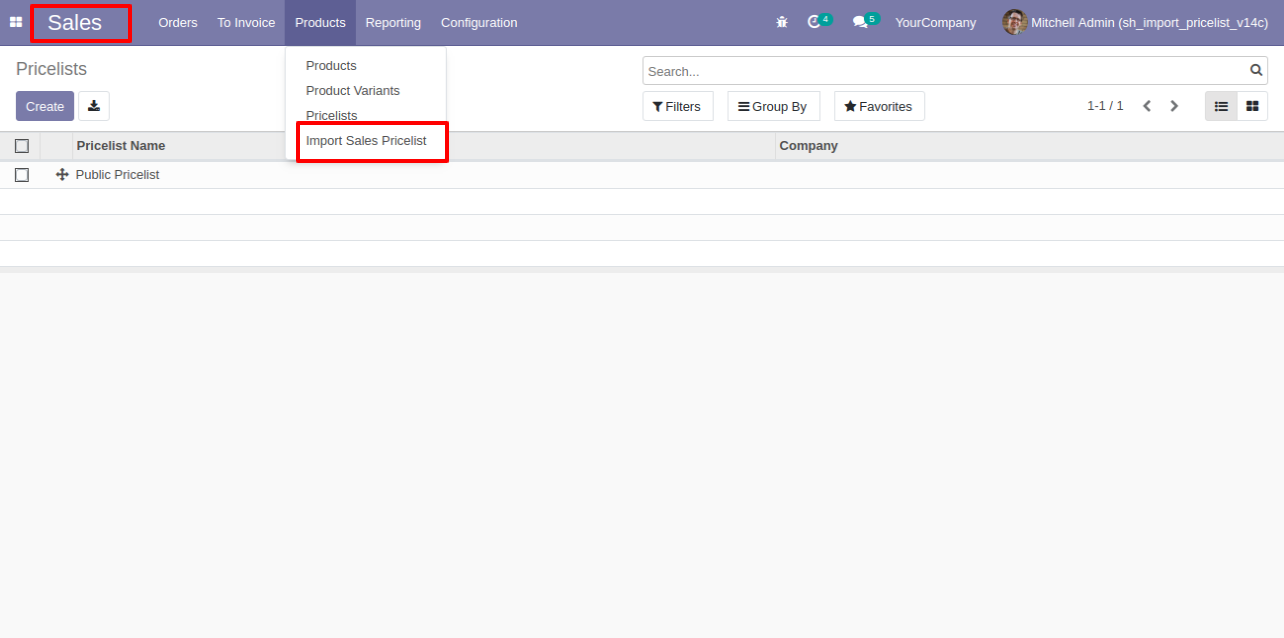 Sales Orders To Invoice Products Reporting Configuration 4 5 YourCompany Mitchell Admin (sh_import_pricelist_v14c)
Pricelists
Search...
Create
Filters Group By Favorites 1-1 / 1
Products
Product Variants
Pricelists
Import Sales Pricelist
Pricelist Name Company
Public Pricelist